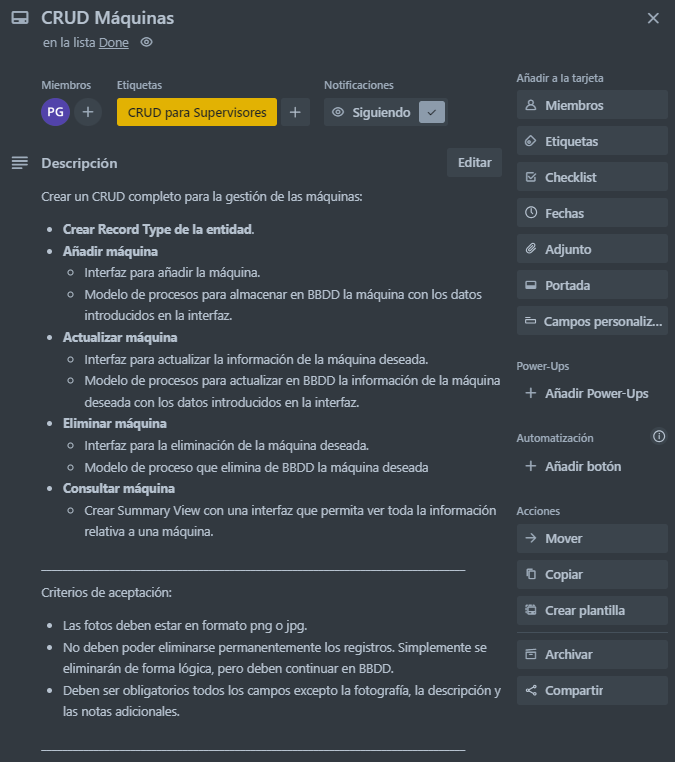 CRUD Máquinas
en la lista Done
Miembros
Etiquetas
Notificaciones
PG
CRUD para Supervisores
Siguiendo
Descripción
Editar
Crear un CRUD completo para la gestión de las máquinas:
Crear Record Type de la entidad.
Añadir máquina
Interfaz para añadir la máquina.
Modelo de procesos para almacenar en BBDD la máquina con los datos
introducidos en la interfaz.
Actualizar máquina
Interfaz para actualizar la información de la máquina deseada.
Modelo de procesos para actualizar en BBDD la información de la máquina
deseada con los datos introducidos en la interfaz.
Eliminar máquina
Interfaz para la eliminación de la máquina deseada.
Modelo de proceso que elimina de BBDD la máquina deseada
Consultar máquina
Crear Summary View con una interfaz que permita ver toda la información
relativa a una máquina.
Criterios de aceptación:
Las fotos deben estar en formato png o jpg.
No deben poder eliminarse permanentemente los registros. Simplemente se
eliminarán de forma lógica, pero deben continuar en BBDD.
Deben ser obligatorios todos los campos excepto la fotografía, la descripción y
las notas adicionales.
Añadir a la tarjeta
Miembros
Etiquetas
Checklist
Fechas
Adjunto
Portada
Campos personaliz...
Power-Ups
Añadir Power-Ups
Automatización
Añadir botón
Acciones
Mover
Copiar
Crear plantilla
Archivar
Compartir